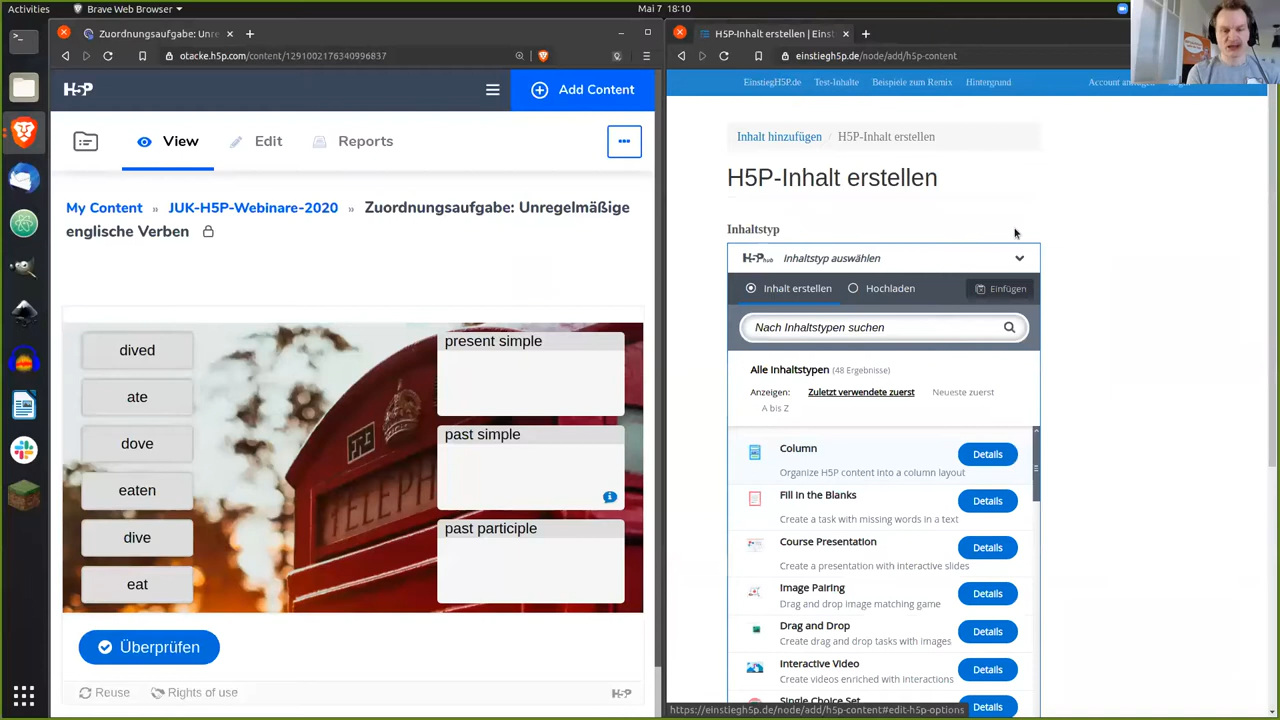 Activities
Brave Web Browser
Mai 7 18:10
Zuordnungsaufgabe: Unre
otacke.h5p.com/content/1291002176340996837
H5P
Add Content
View
Edit
Reports
My Content » JUK-H5P-Webinare-2020 » Zuordnungsaufgabe: Unregelmäßige
englische Verben
dived
ate
dove
eaten
dive
eat
TELEPH
present simple
past simple
past participle
Überprüfen
Reuse
Rights of use
H5P
H5P-Inhalt erstellen | Einst
einstiegh5p.de/node/add/h5p-content
EinstiegH5P.de
Test-Inhalte
Beispiele zum Remix
Hintergrund
Inhalt hinzufügen / H5P-Inhalt erstellen
H5P-Inhalt erstellen
Inhaltstyp
H5P hub Inhaltstyp auswählen
Inhalt erstellen
Hochladen
Einfügen
Nach Inhaltstypen suchen
Alle Inhaltstypen (48 Ergebnisse)
Anzeigen: Zuletzt verwendete zuerst Neueste zuerst
A bis Z
Column
Details
Organize H5P content into a column layout
Fill in the Blanks
Details
Create a task with missing words in a text
Course Presentation
Details
Create a presentation with interactive slides
Image Pairing
Details
Drag and drop image matching game
Drag and Drop
Details
Create drag and drop tasks with images
Interactive Video
Details
Create videos enriched with interactions
Single Choice Set
Details
https://einstiegh5p.de/node/add/h5p-content#edit-h5p-options